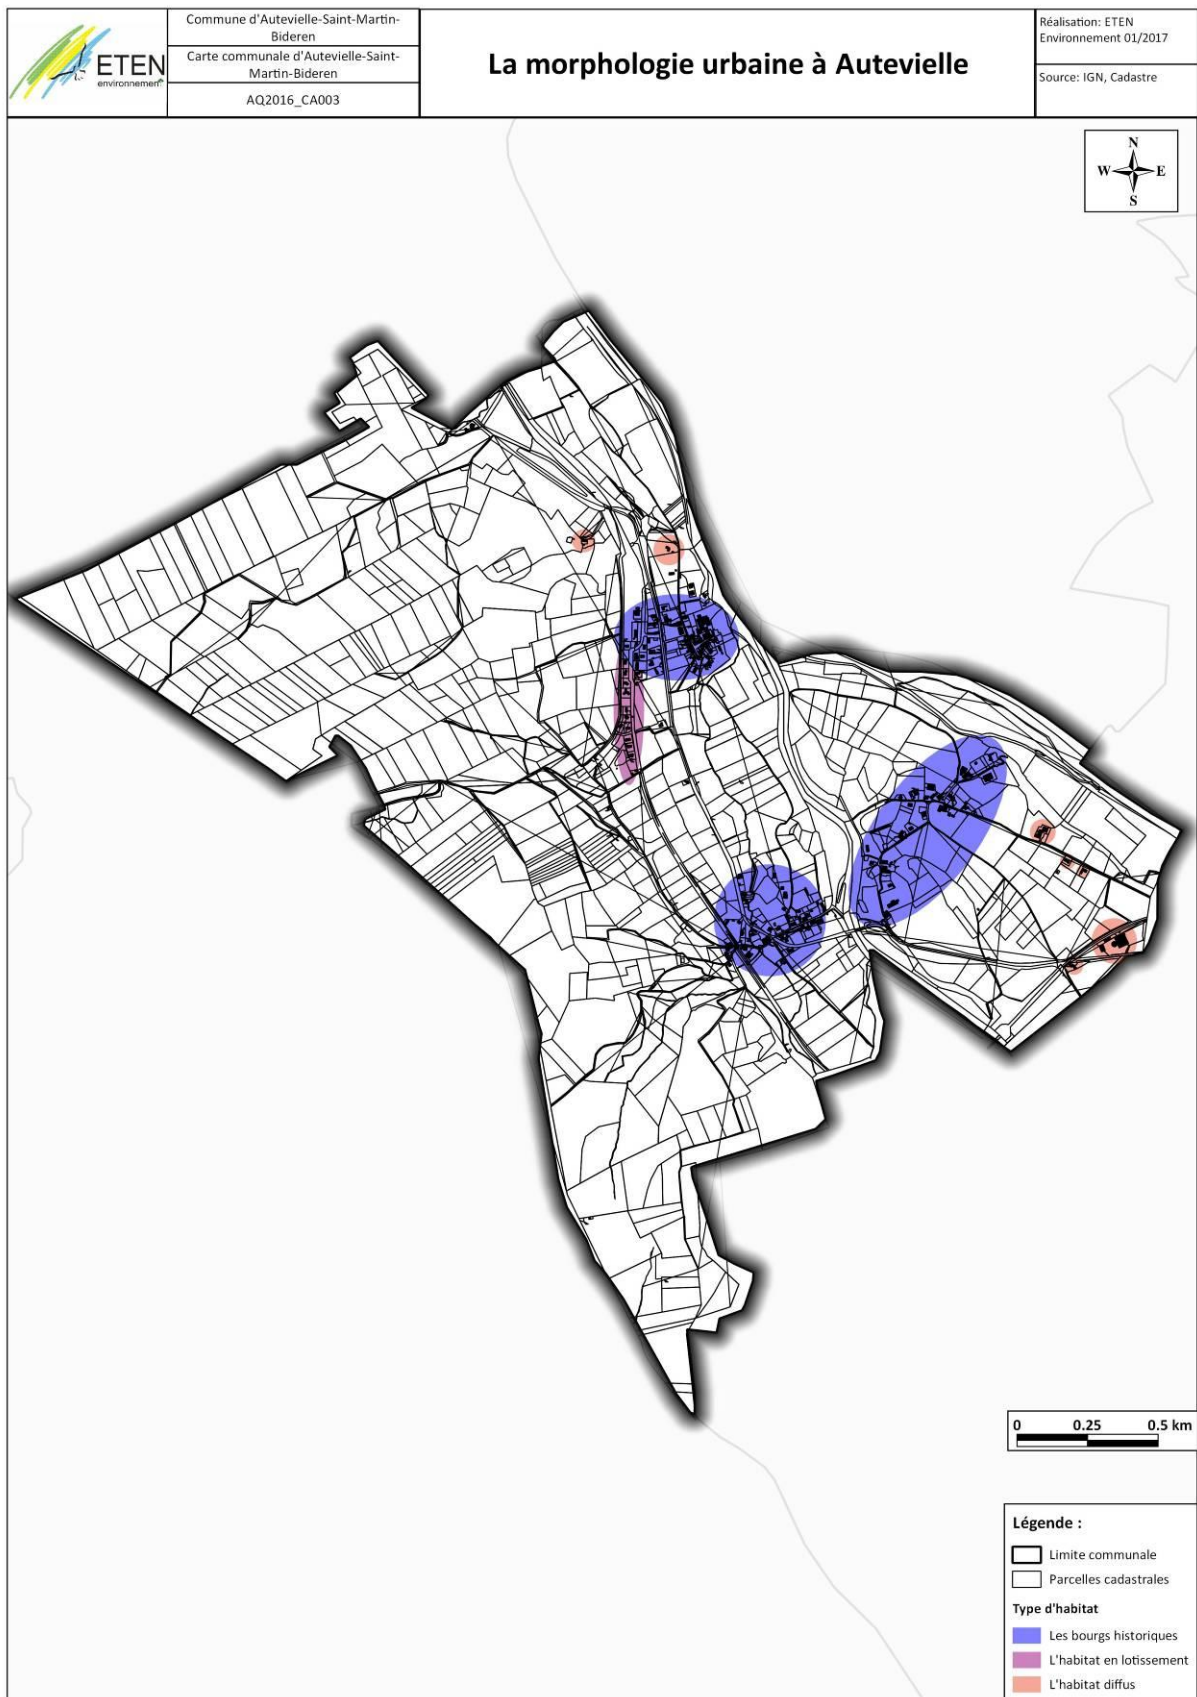 ETEN
environnement
Commune d'Autevielle-Saint-Martin-
Bideren
Carte communale d'Autevielle-Saint-
Martin-Bideren
AQ2016_CA003
La morphologie urbaine à Autevielle
Réalisation: ETEN
Environnement 01/2017
Source: IGN, Cadastre
N
W E
S
0 0.25 0.5 km
Légende :
Limite communale
Parcelles cadastrales
Type d'habitat
Les bourgs historiques
L'habitat en lotissement
L'habitat diffus